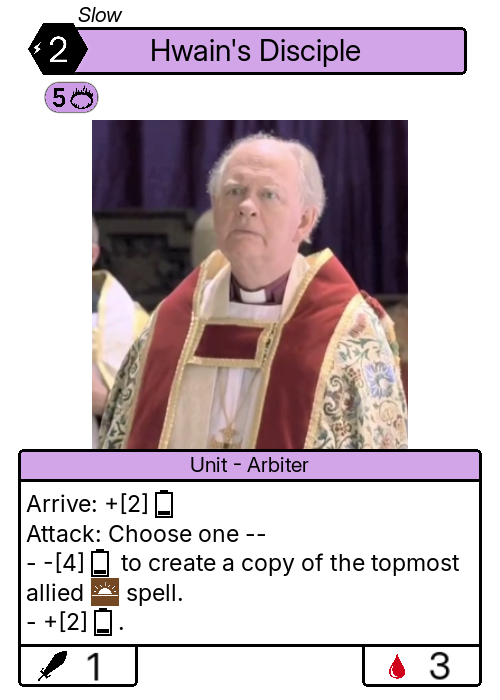 Slow
2
Hwain's Disciple
5
Unit - Arbiter
Arrive: +[2]
Attack: Choose one --
- -[4] to create a copy of the topmost
allied spell.
- +[2] .
1
3